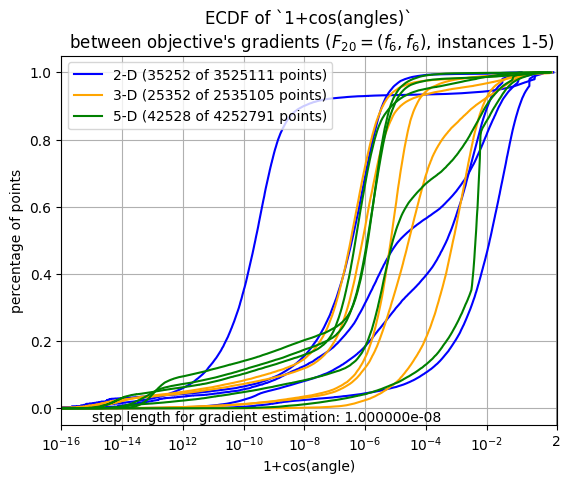 ECDF of `1+cos(angles)`
between objective's gradients (F₂₀ = (f₆, f₆), instances 1-5)
1.0
0.8
0.6
0.4
0.2
0.0
percentage of points
2-D (35252 of 3525111 points)
3-D (25352 of 2535105 points)
5-D (42528 of 4252791 points)
step length for gradient estimation: 1.000000e-08
10⁻¹⁶ 10⁻¹⁴ 10⁻¹² 10⁻¹⁰ 10⁻⁸ 10⁻⁶ 10⁻⁴ 10⁻² 2
1+cos(angle)